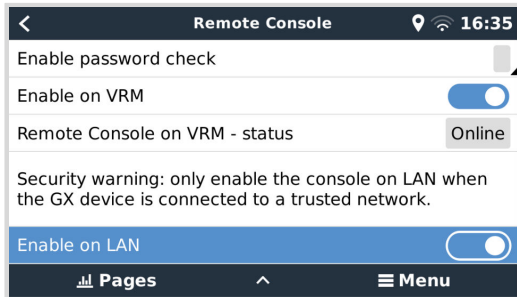 Remote Console
16:35
Enable password check
Enable on VRM
Remote Console on VRM - status
Online
Security warning: only enable the console on LAN when
the GX device is connected to a trusted network.
Enable on LAN
Pages
Menu